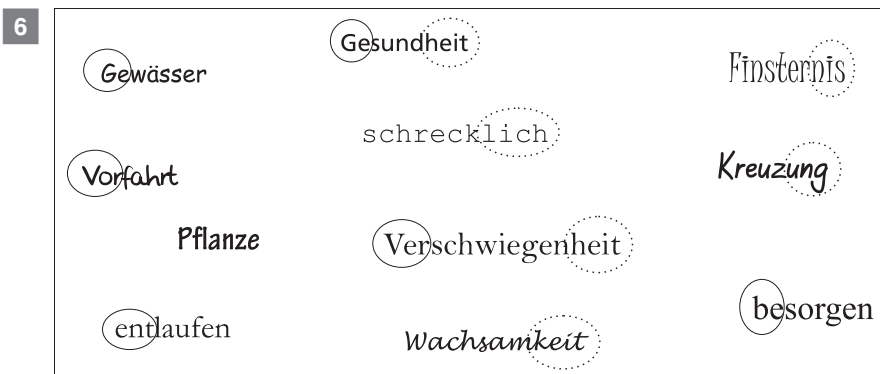 6
Gesundheit
Gewässer
Finsternis
schrecklich
Vorfahrt
Kreuzung
Pflanze
Verschwiegenheit
besorgen
entlaufen
Wachsamkeit